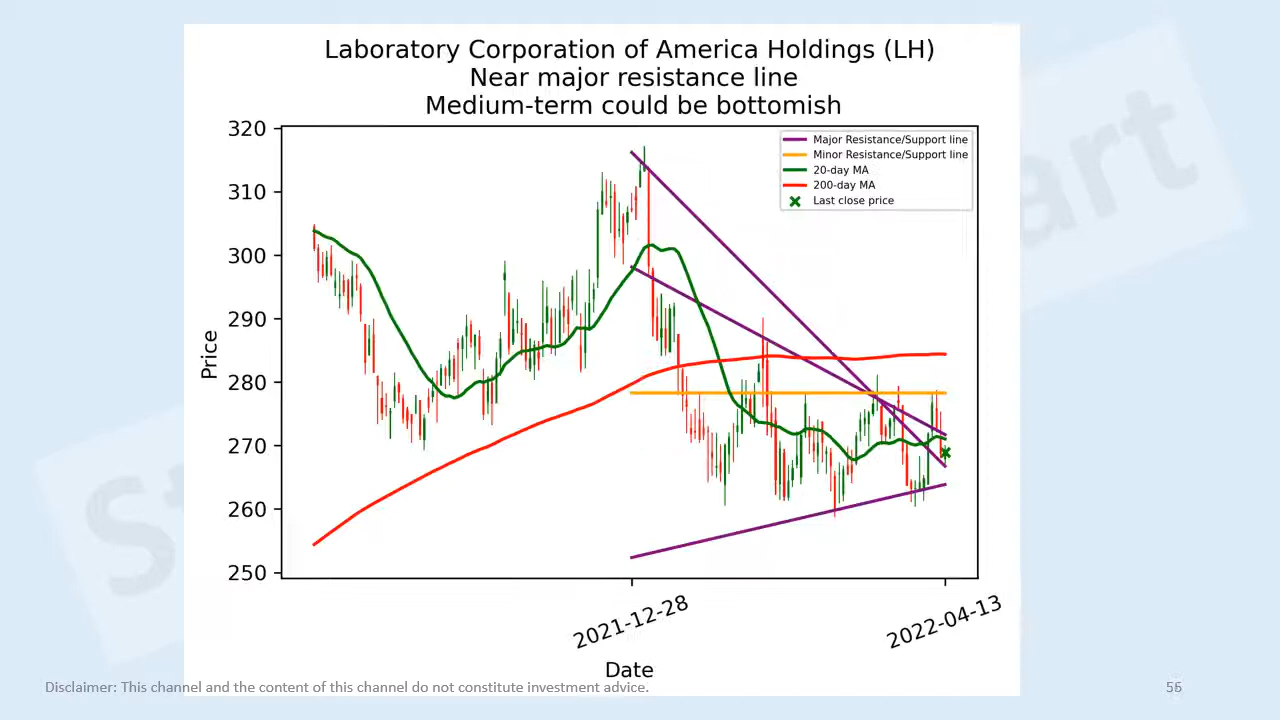 Laboratory Corporation of America Holdings (LH)
Near major resistance line
Medium-term could be bottomish
320
310
300
290
280
270
260
250
Price
Major Resistance/Support line
Minor Resistance/Support line
20-day MA
200-day MA
Last close price
2021-12-28
2022-04-13
Date
Disclaimer: This channel and the content of this channel do not constitute investment advice.